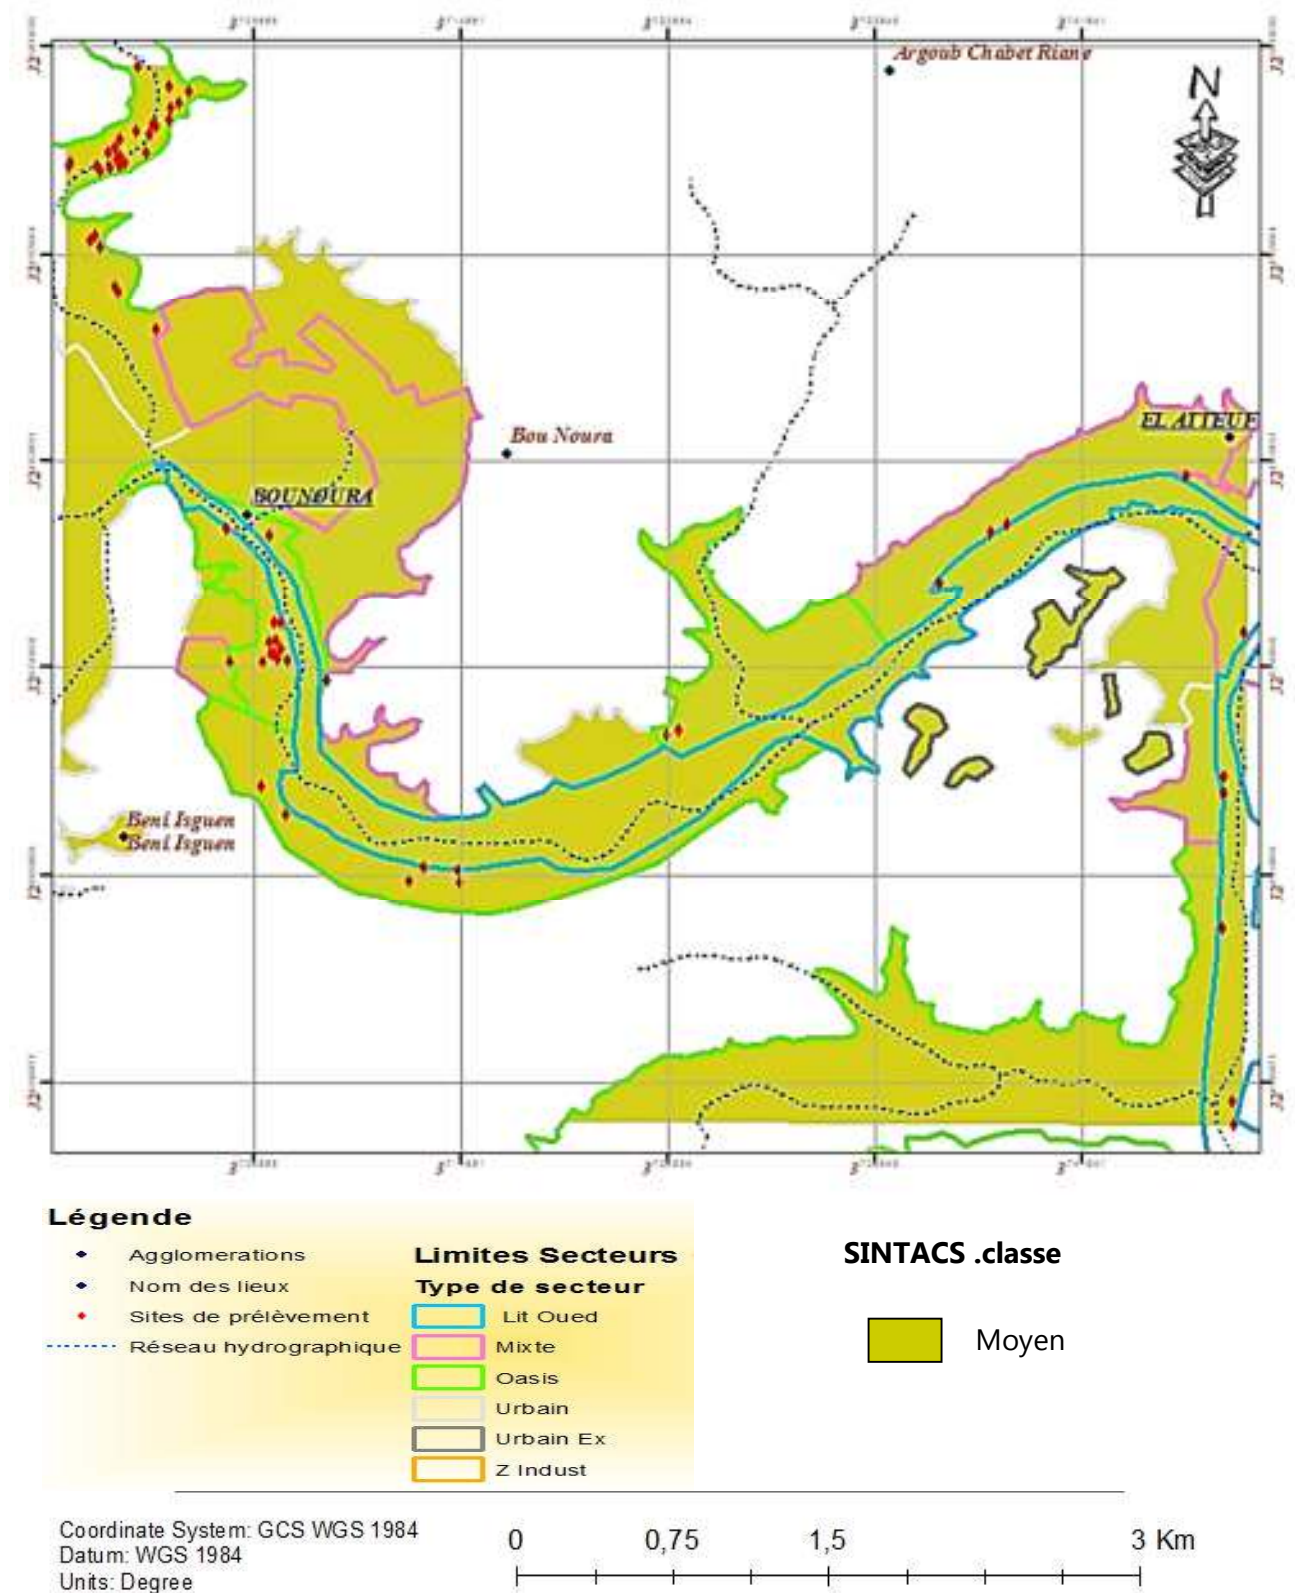 Argoub Chabet Riane
N
EL ATTEUF
Bou Noura
BOUNOURA
Beni Isguen
Beni Isguen
Légende
Agglomerations
Nom des lieux
Sites de prélèvement
Réseau hydrographique
Limites Secteurs
Type de secteur
Lit Oued
Mixte
Oasis
Urbain
Urbain Ex
Z Indust
SINTACS .classe
Moyen
Coordinate System: GCS WGS 1984
Datum: WGS 1984
Units: Degree
0 0,75 1,5 3 Km